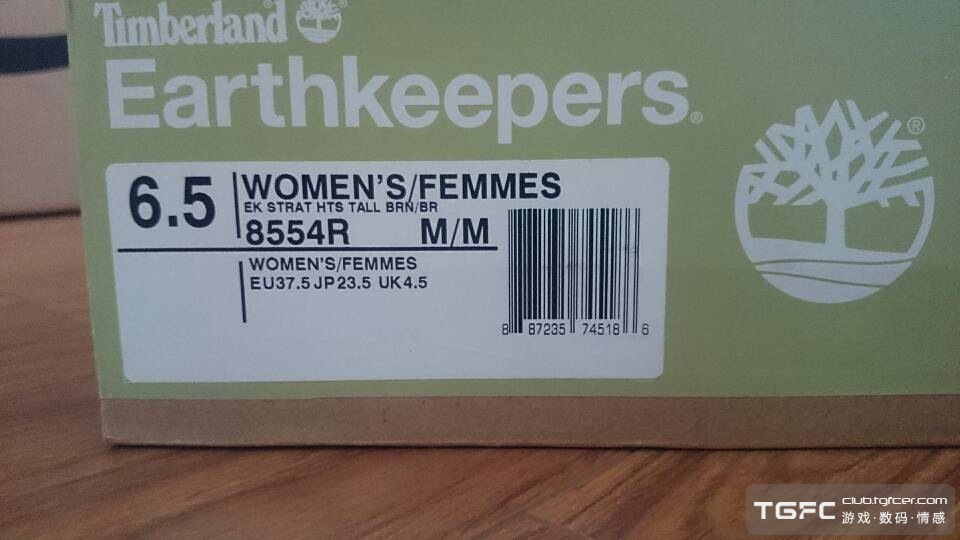 Timberland®
Earthkeepers®
®
6.5
WOMEN'S/FEMMES
EK STRAT HTS TALL BRN/BR
8554R M/M
WOMEN'S/FEMMES
EU37.5 JP23.5 UK4.5
8 87235 74518 6
TGFC club.tgfcer.com
游戏·数码·情感